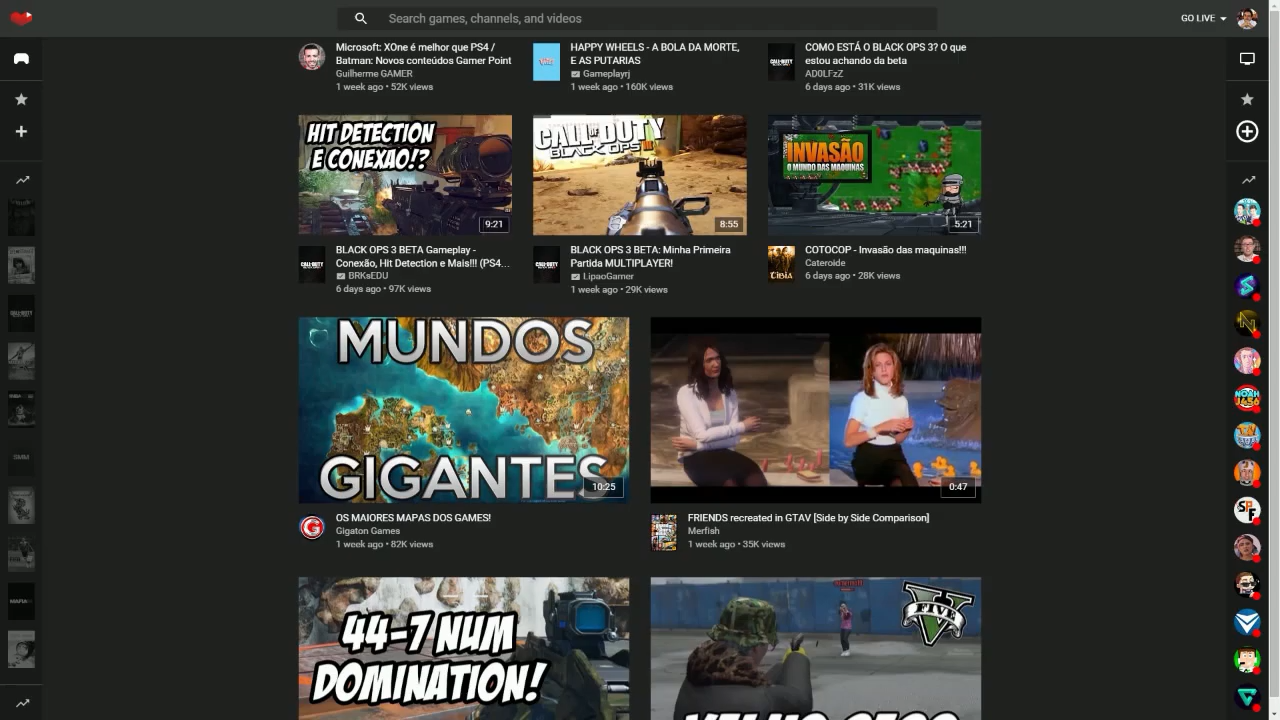 Search games, channels, and videos
GO LIVE
Microsoft: XOne é melhor que PS4 /
Batman: Novos conteúdos Gamer Point
Guilherme GAMER
1 week ago • 52K views
HAPPY WHEELS - A BOLA DA MORTE,
E AS PUTARIAS
Gameplayrj
1 week ago • 160K views
COMO ESTÁ O BLACK OPS 3? O que
estou achando da beta
AD0LFzZ
6 days ago • 31K views
HIT DETECTION
E CONEXAO!?
9:21
CALL OF DUTY
BLACK OPS III
8:55
INVASÃO
O MUNDO DAS MAQUINAS
5:21
BLACK OPS 3 BETA Gameplay -
Conexão, Hit Detection e Mais!!! (PS4...
BRKsEDU
6 days ago • 97K views
BLACK OPS 3 BETA: Minha Primeira
Partida MULTIPLAYER!
LipaoGamer
1 week ago • 29K views
TIBIA
COTOCOP - Invasão das maquinas!!!
Cateroide
6 days ago • 28K views
MUNDOS
GIGANTES
10:25
0:47
OS MAIORES MAPAS DOS GAMES!
Gigaton Games
1 week ago • 82K views
FRIENDS recreated in GTAV [Side by Side Comparison]
Merfish
1 week ago • 35K views
44-7 NUM
DOMINATION!
FIVE